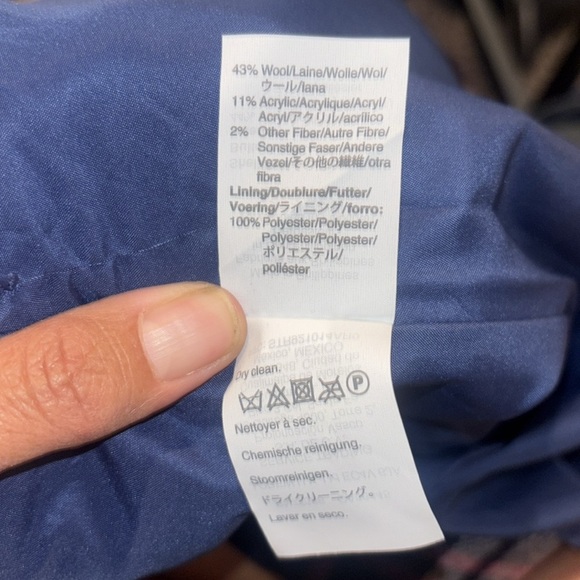 43% Wool/Laine/Wolle/Wol/
ウール/lana
11% Acrylic/Acrylique/Acryl/
Acryl/アクリル/acrílico
2% Other Fiber/Autre Fibre/
Sonstige Faser/Andere
Vezel/その他の繊維/otra
fibra
Lining/Doublure/Futter/
Voering/ライニング/forro:
100% Polyester/Polyester/
Polyester/Polyester/
ポリエステル/
poliéster
Dry clean.
P
Nettoyer à sec.
Chemische reinigung.
Stoomreinigen.
ドライクリーニング。
Lavar en seco.